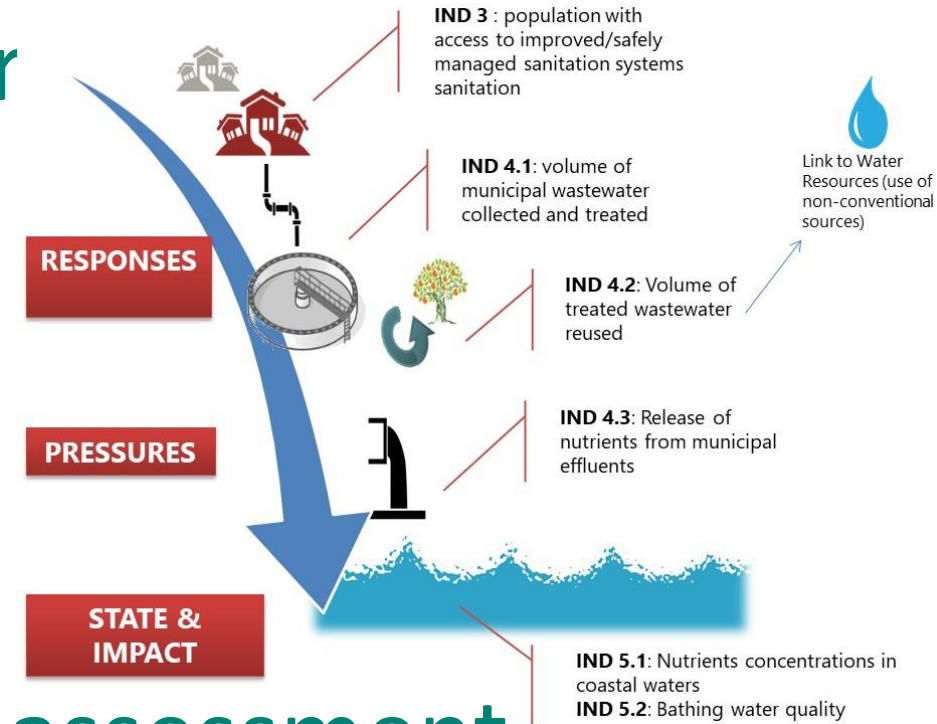 r
IND 3 : population with
access to improved/safely
managed sanitation systems
sanitation
Link to Water
Resources (use of
non-conventional
sources)
IND 4.1: volume of
municipal wastewater
collected and treated
RESPONSES
IND 4.2: Volume of
treated wastewater
reused
IND 4.3: Release of
nutrients from municipal
effluents
PRESSURES
STATE &
IMPACT
IND 5.1: Nutrients concentrations in
coastal waters
IND 5.2: Bathing water quality
assessment